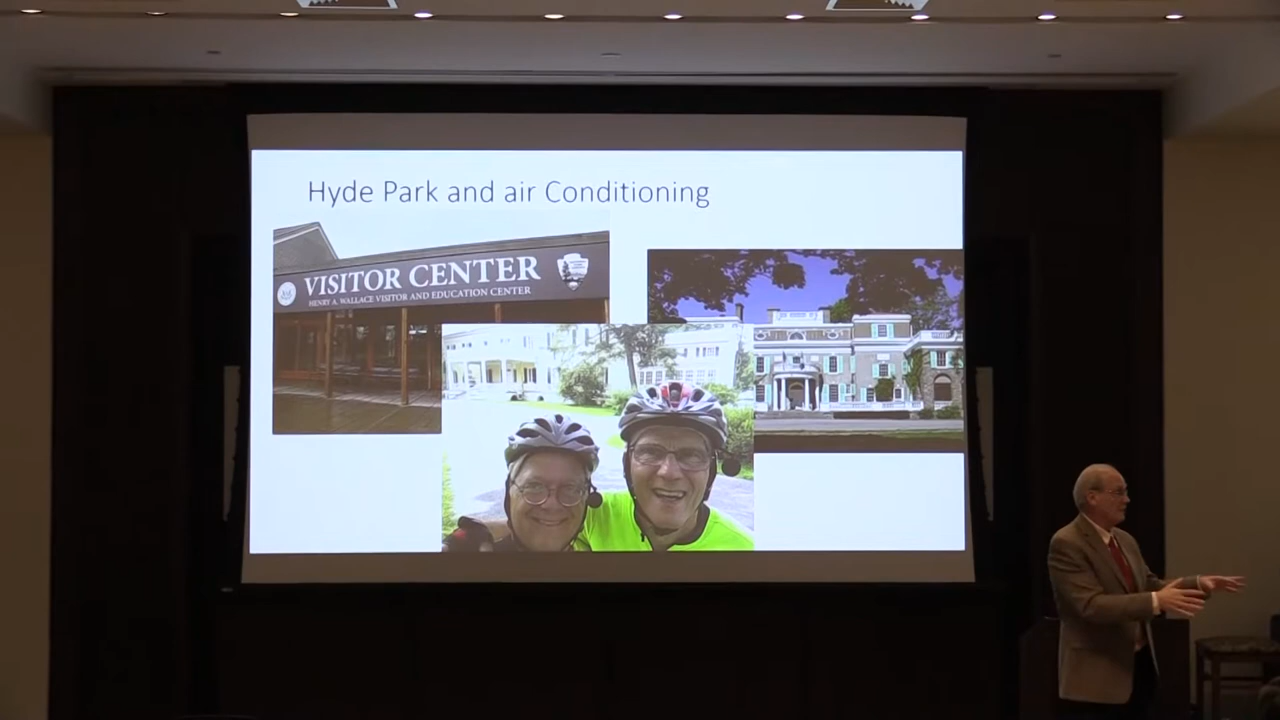 Hyde Park and air Conditioning
VISITOR CENTER
HENRY A. WALLACE VISITOR AND EDUCATION CENTER